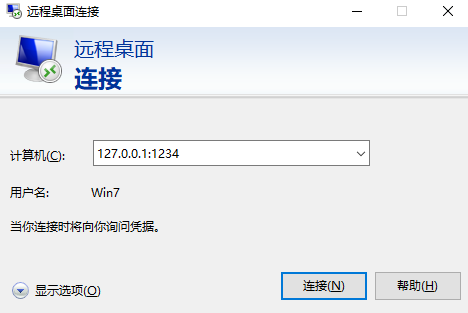 远程桌面连接
远程桌面
连接
计算机(C): 127.0.0.1:1234
用户名: Win7
当你连接时将向你询问凭据。
显示选项(O) 连接(N) 帮助(H)